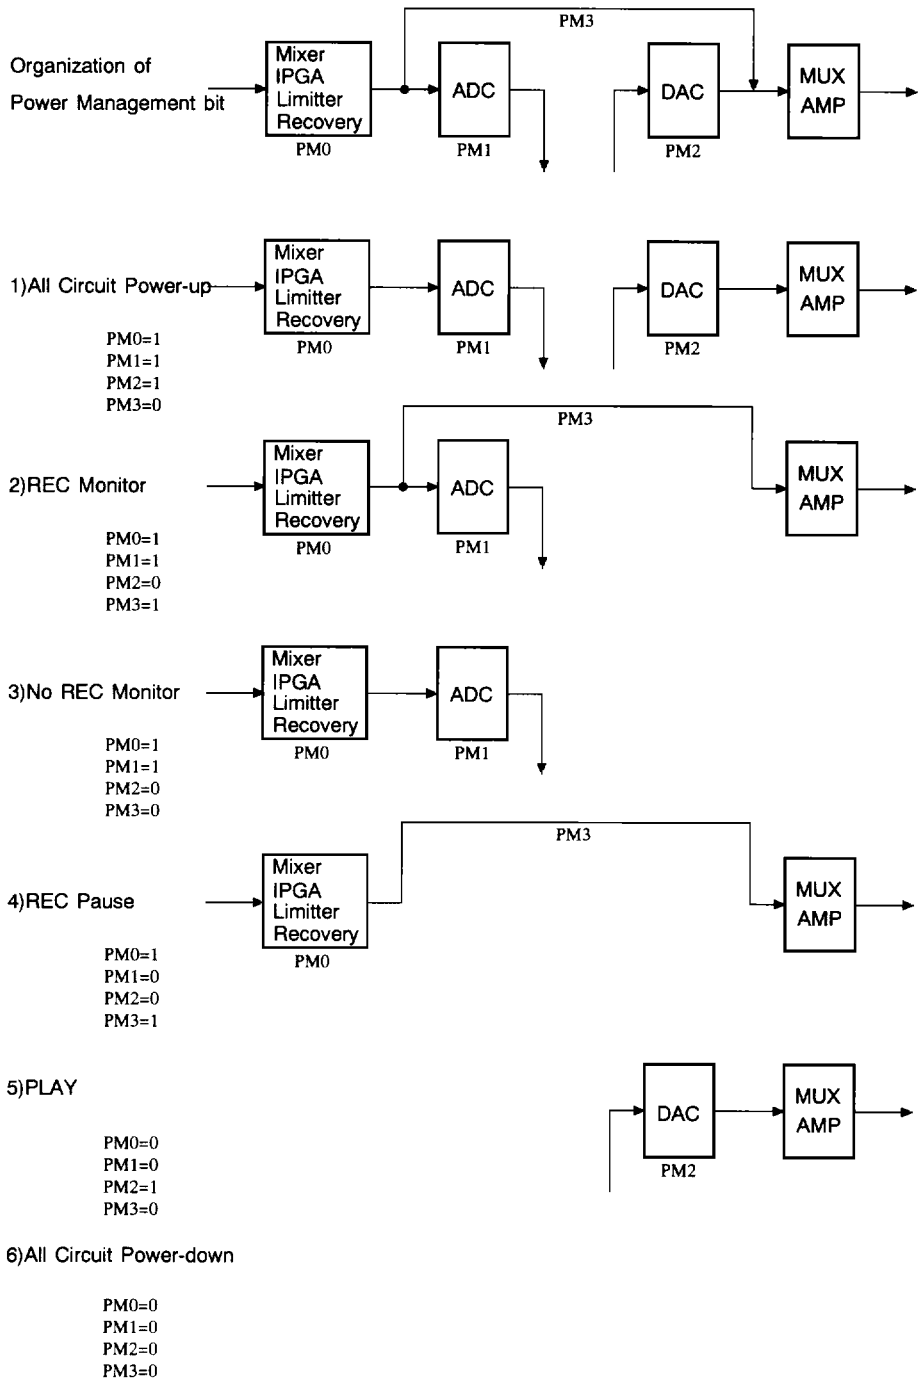 PM3
Organization of
Power Management bit
Mixer
IPGA
Limitter
Recovery
PM0
ADC
PM1
DAC
PM2
MUX
AMP
1)All Circuit Power-up
PM0=1
PM1=1
PM2=1
PM3=0
Mixer
IPGA
Limitter
Recovery
PM0
ADC
PM1
DAC
PM2
MUX
AMP
2)REC Monitor
PM0=1
PM1=1
PM2=0
PM3=1
Mixer
IPGA
Limitter
Recovery
PM0
ADC
PM1
PM3
MUX
AMP
3)No REC Monitor
PM0=1
PM1=1
PM2=0
PM3=0
Mixer
IPGA
Limitter
Recovery
PM0
ADC
PM1
4)REC Pause
PM0=1
PM1=0
PM2=0
PM3=1
Mixer
IPGA
Limitter
Recovery
PM0
PM3
MUX
AMP
5)PLAY
PM0=0
PM1=0
PM2=1
PM3=0
DAC
PM2
MUX
AMP
6)All Circuit Power-down
PM0=0
PM1=0
PM2=0
PM3=0